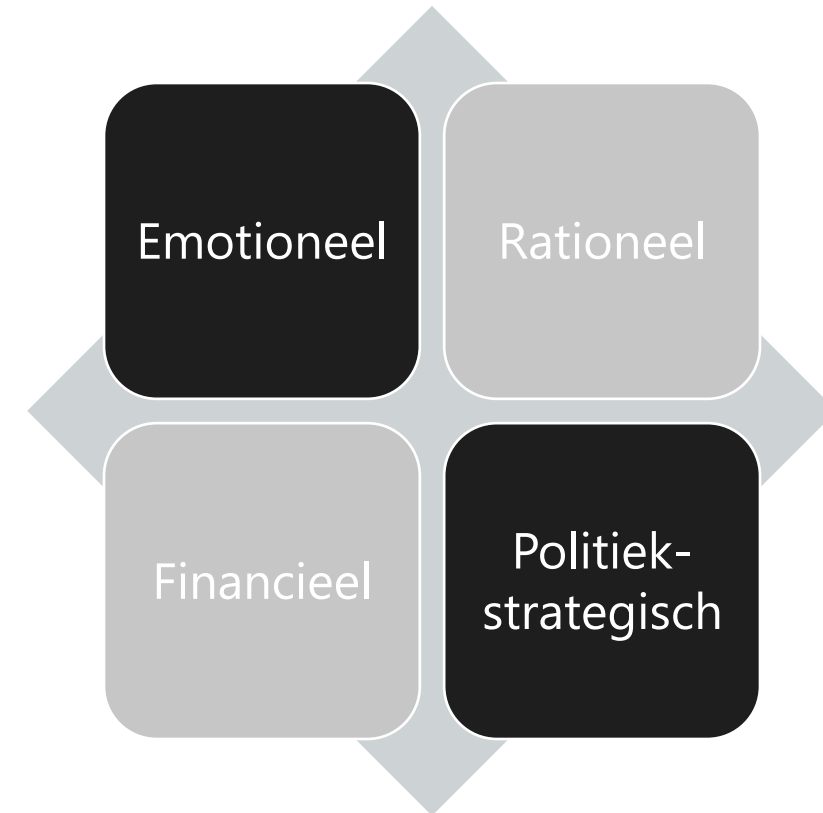 Emotioneel
Rationeel
Financieel
Politiek-
strategisch